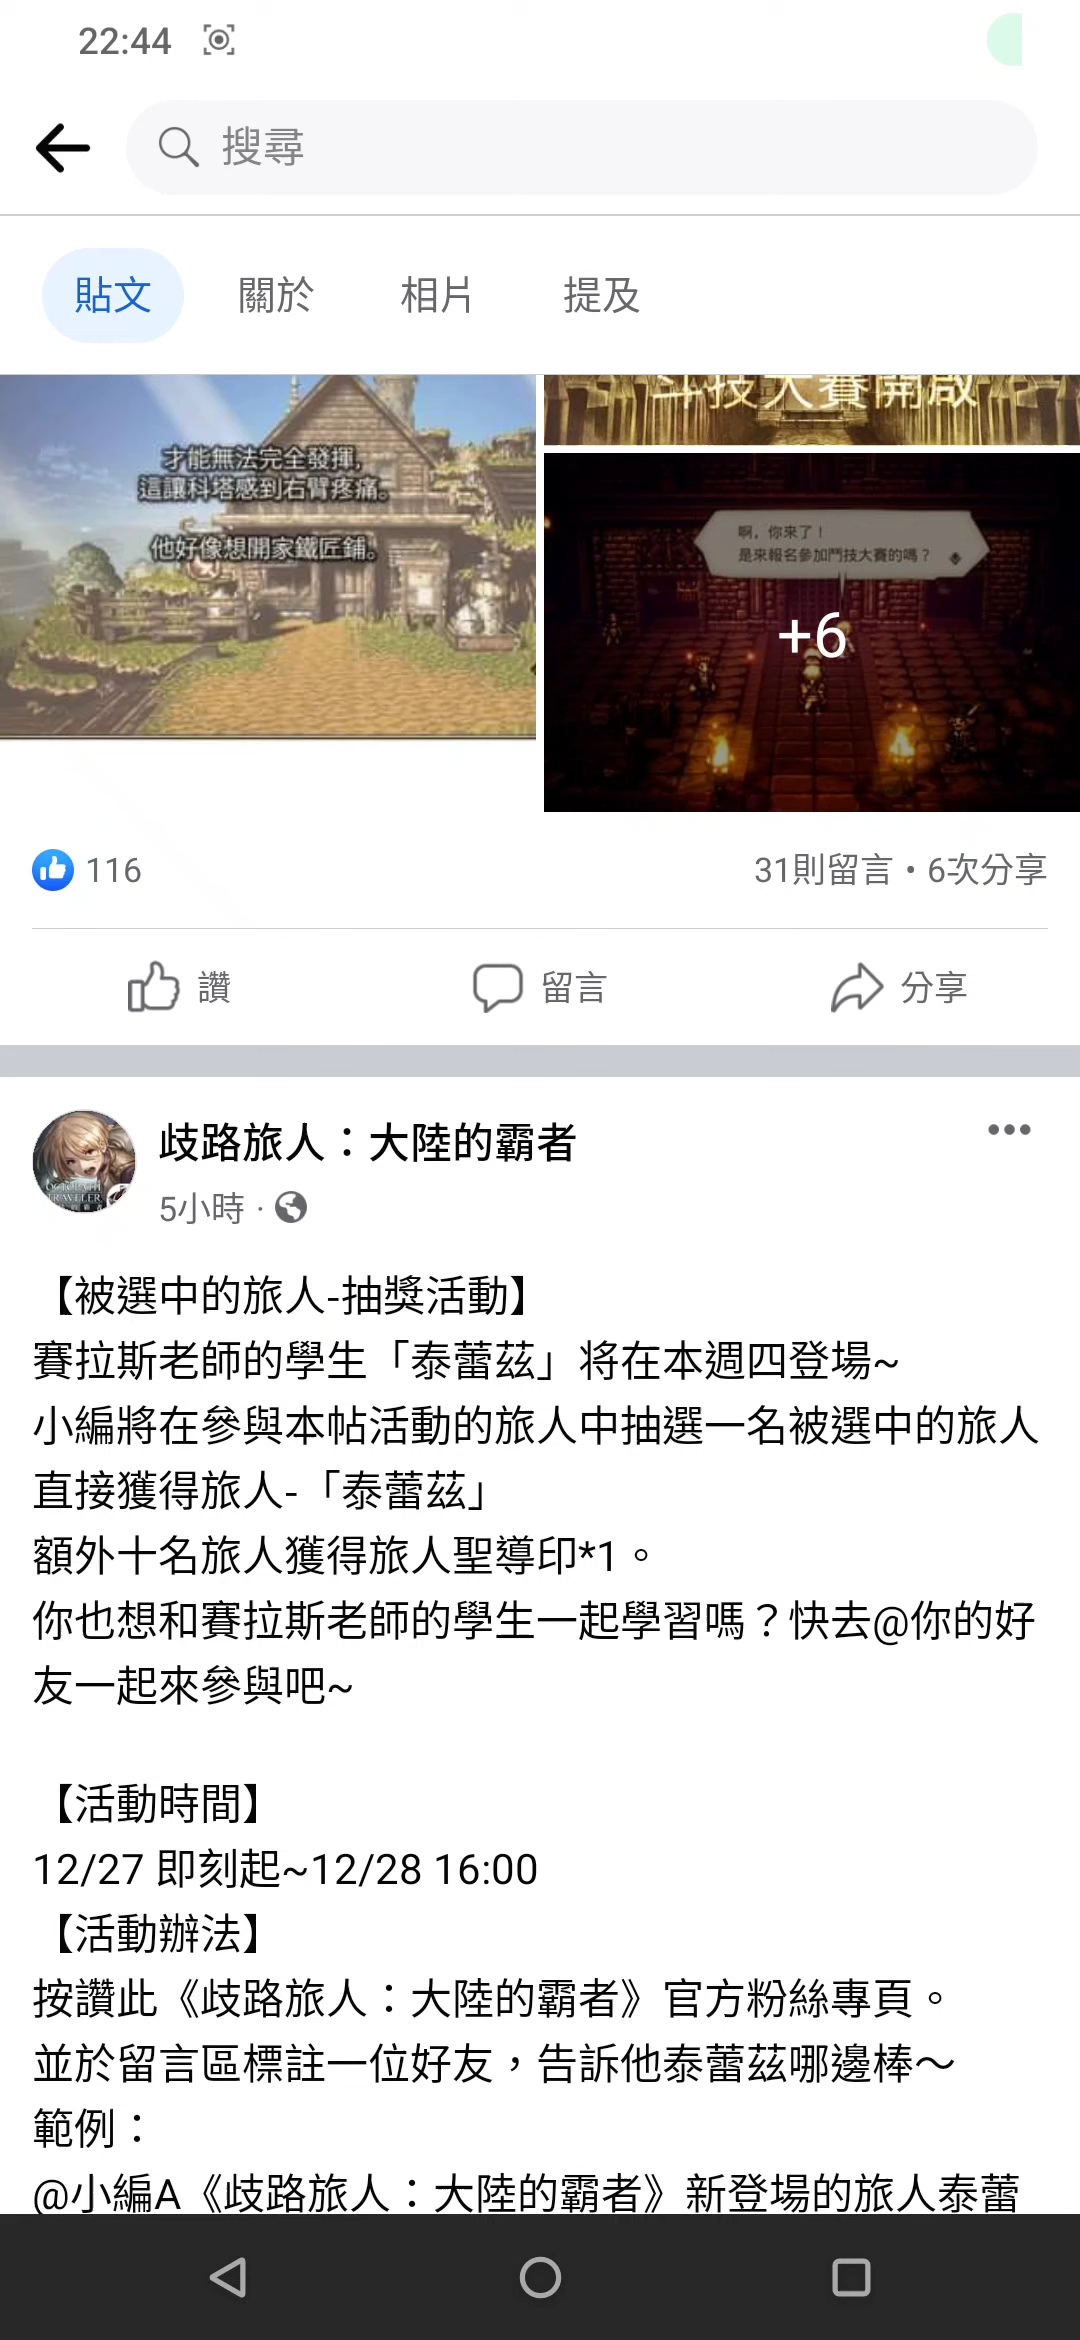 22:44
搜尋
貼文 關於 相片 提及
才能無法完全發揮,
這讓科塔感到右臂疼痛。
他好像想開家鐵匠鋪。
斗技大賽開啟
啊，你來了！
是來報名參加鬥技大賽的嗎？
+6
116 31則留言・6次分享
讚 留言 分享
歧路旅人：大陸的霸者
OCTOPATH
TRAVELER
5小時 ·
【被選中的旅人-抽獎活動】
賽拉斯老師的學生「泰蕾茲」将在本週四登場~
小編將在參與本帖活動的旅人中抽選一名被選中的旅人
直接獲得旅人-「泰蕾茲」
額外十名旅人獲得旅人聖導印*1。
你也想和賽拉斯老師的學生一起學習嗎？快去@你的好
友一起來參與吧~
【活動時間】
12/27 即刻起~12/28 16:00
【活動辦法】
按讚此《歧路旅人：大陸的霸者》官方粉絲專頁。
並於留言區標註一位好友，告訴他泰蕾茲哪邊棒～
範例：
@小編A《歧路旅人：大陸的霸者》新登場的旅人泰蕾